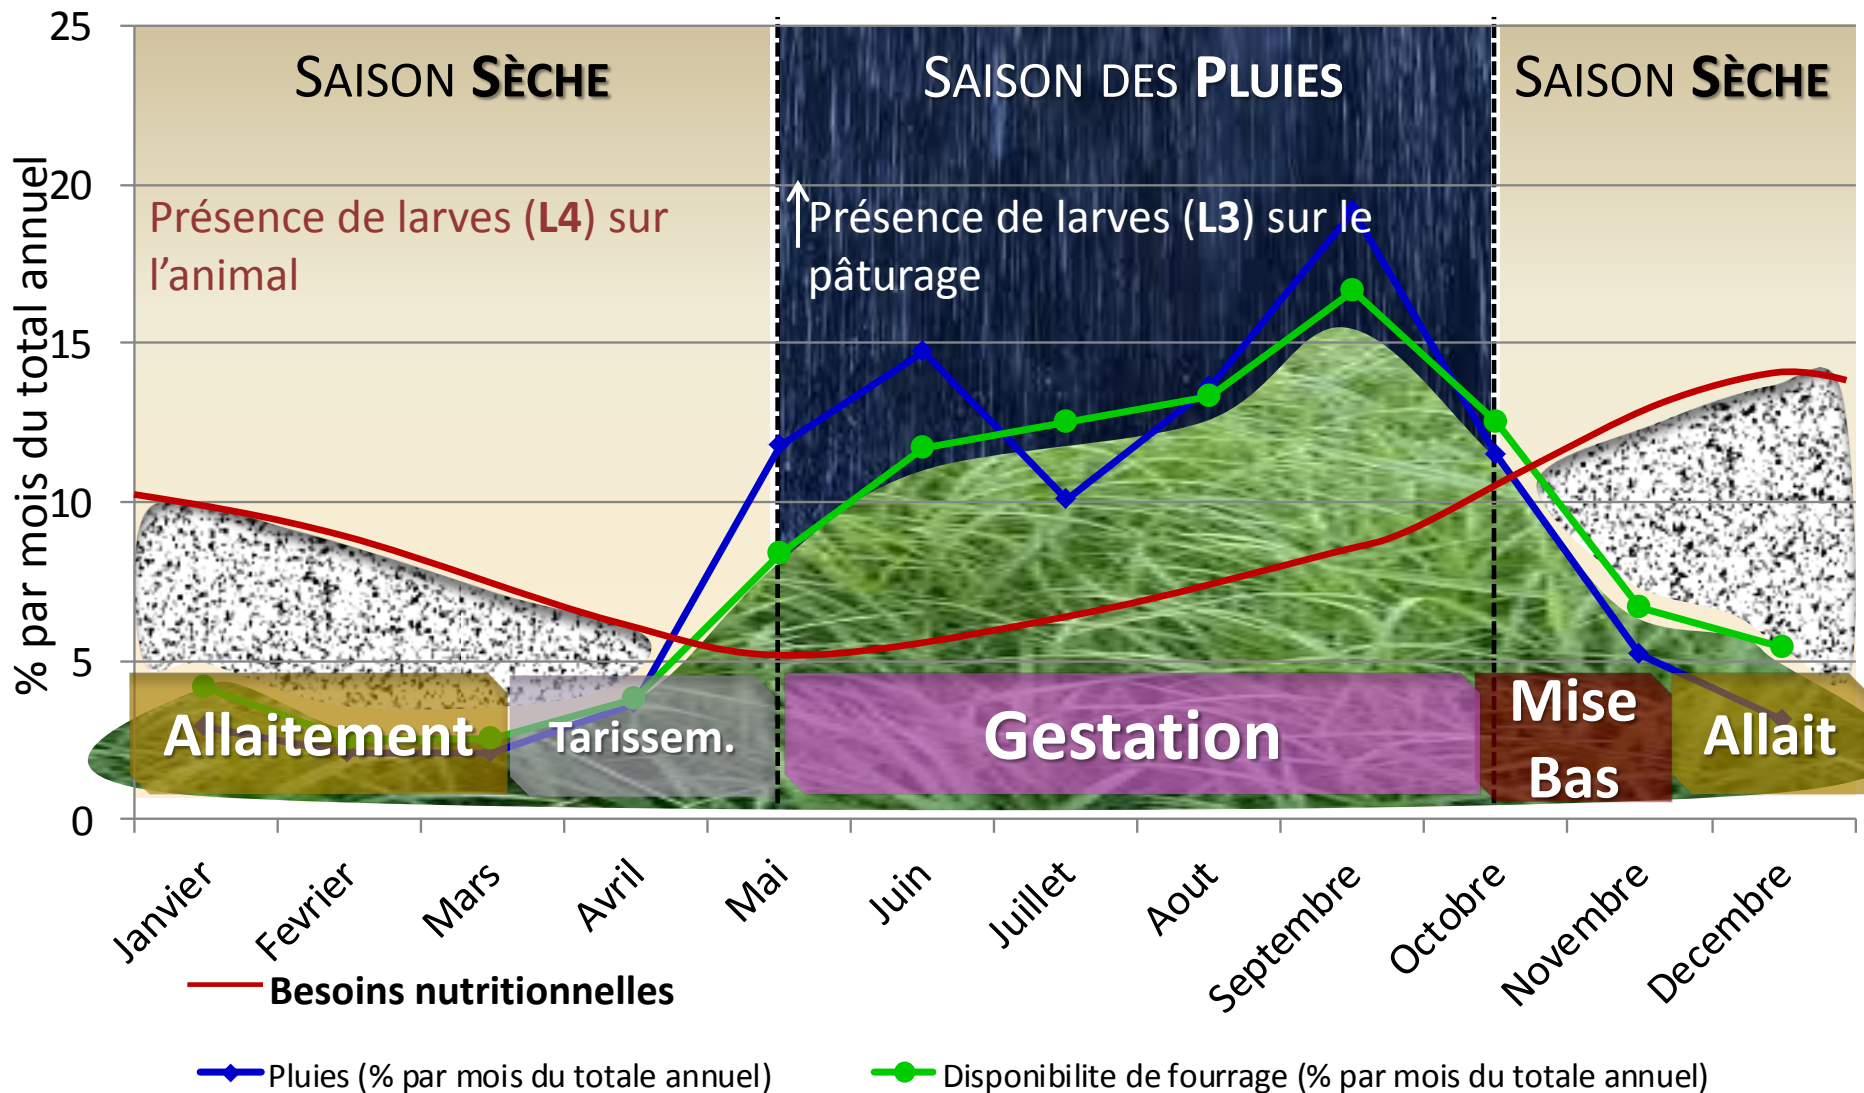 25
20
15
10
5
0
% par mois du total annuel
SAISON SÈCHE
SAISON DES PLUIES
SAISON SÈCHE
Présence de larves (L4) sur
l’animal
Présence de larves (L3) sur le
pâturage
Allaitement
Tarissem.
Gestation
Mise
Bas
Allait
Janvier
Fevrier
Mars
Avril
Mai
Juin
Juillet
Aout
Septembre
Octobre
Novembre
Decembre
Besoins nutritionnelles
Pluies (% par mois du totale annuel)
Disponibilite de fourrage (% par mois du totale annuel)